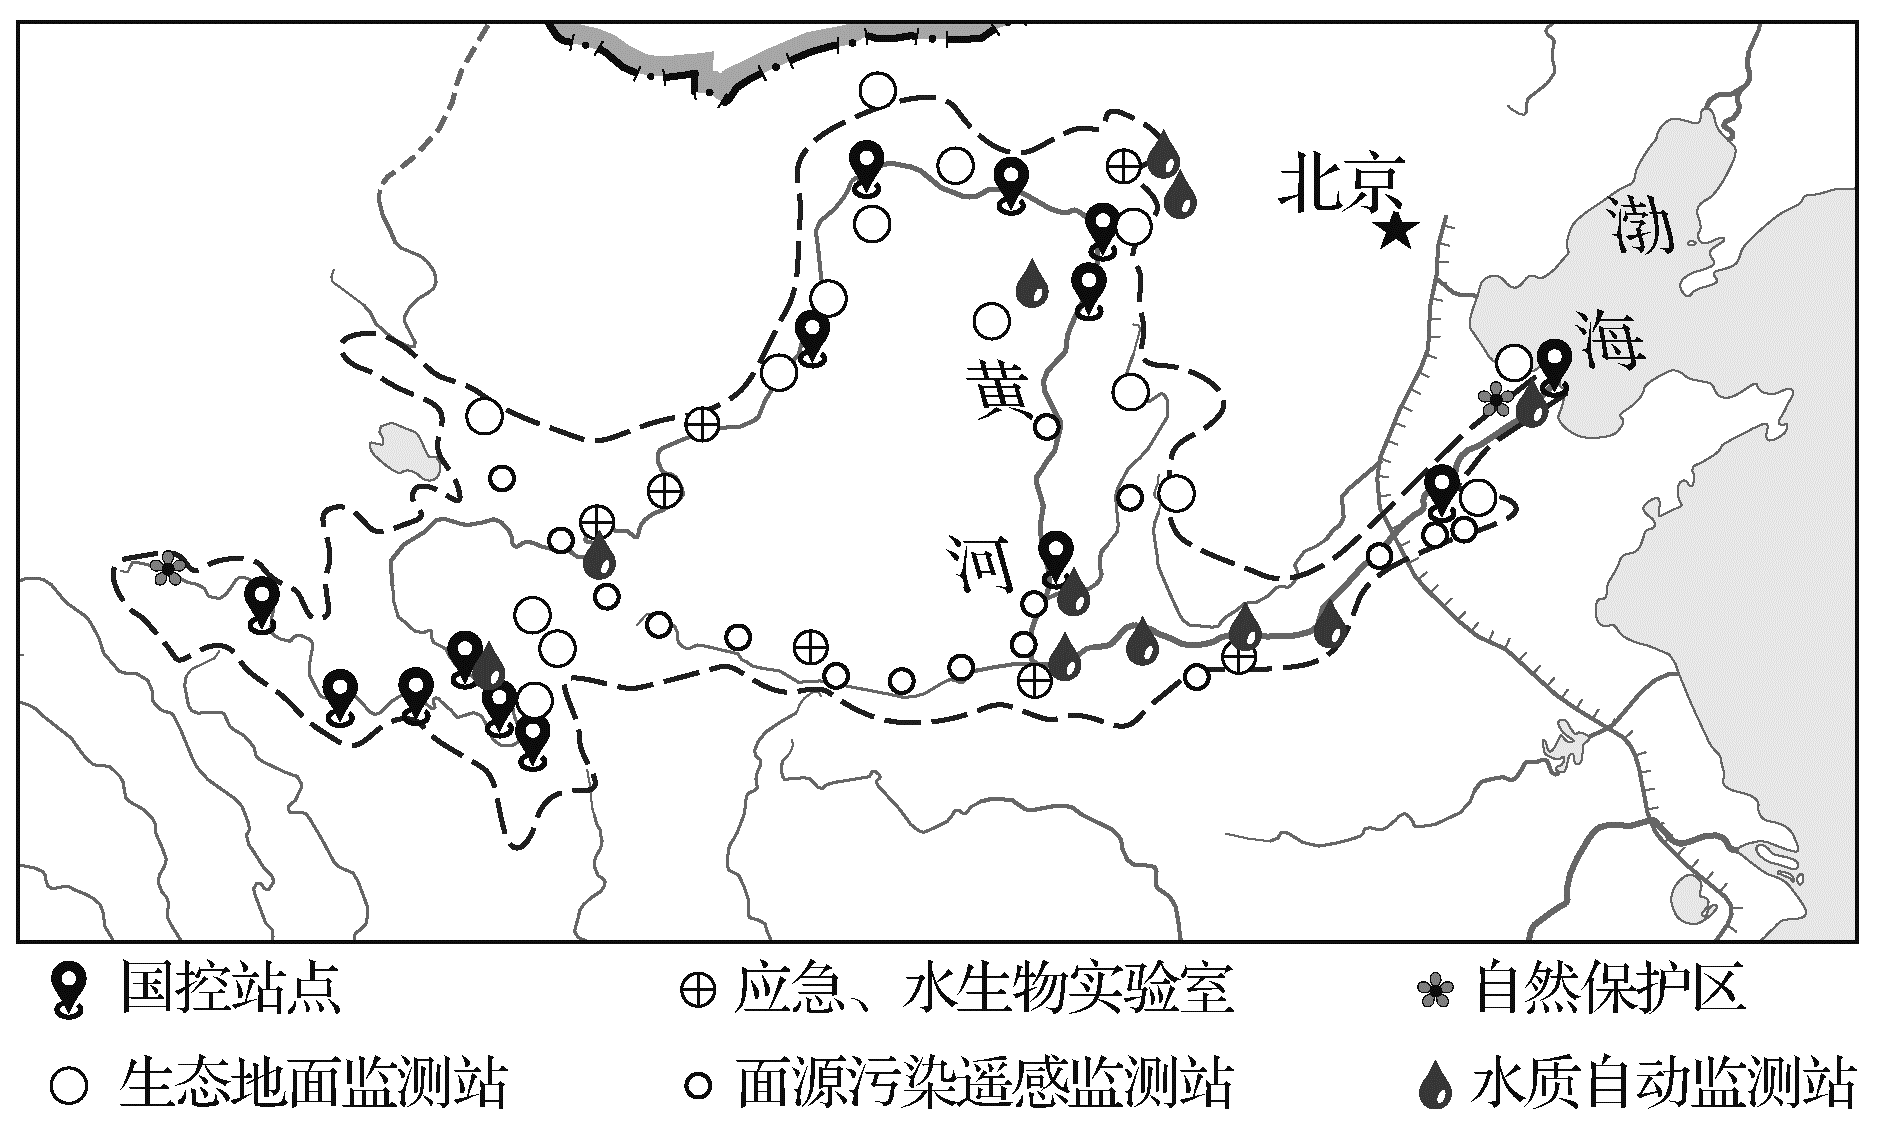 北京
渤
海
黄
河
国控站点
应急、水生物实验室
自然保护区
生态地面监测站
面源污染遥感监测站
水质自动监测站